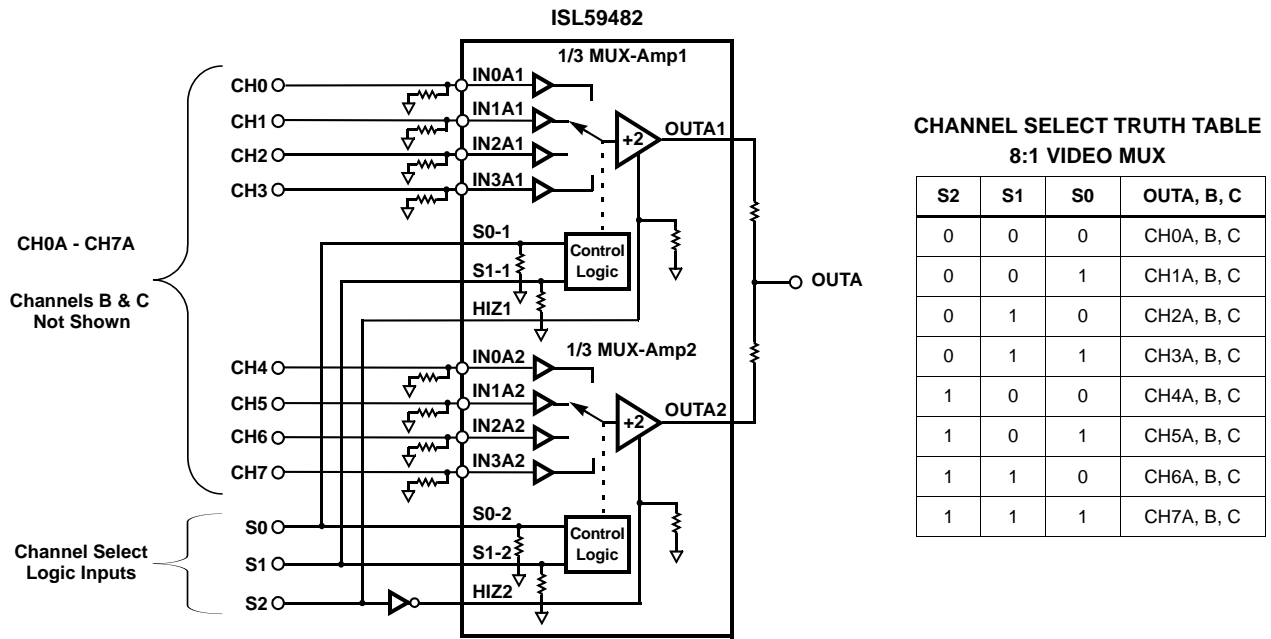 ISL59482
1/3 MUX-Amp1
CH0
IN0A1
CH1
IN1A1
CH2
IN2A1
CH3
IN3A1
+2
OUTA1
S0-1
S1-1
Control
Logic
HIZ1
CH0A - CH7A
Channels B & C
Not Shown
OUTA
1/3 MUX-Amp2
CH4
IN0A2
CH5
IN1A2
CH6
IN2A2
CH7
IN3A2
+2
OUTA2
Channel Select
Logic Inputs
S0
S0-2
S1
S1-2
Control
Logic
S2
HIZ2
CHANNEL SELECT TRUTH TABLE
8:1 VIDEO MUX
S2 S1 S0 OUTA, B, C
0 0 0 CH0A, B, C
0 0 1 CH1A, B, C
0 1 0 CH2A, B, C
0 1 1 CH3A, B, C
1 0 0 CH4A, B, C
1 0 1 CH5A, B, C
1 1 0 CH6A, B, C
1 1 1 CH7A, B, C